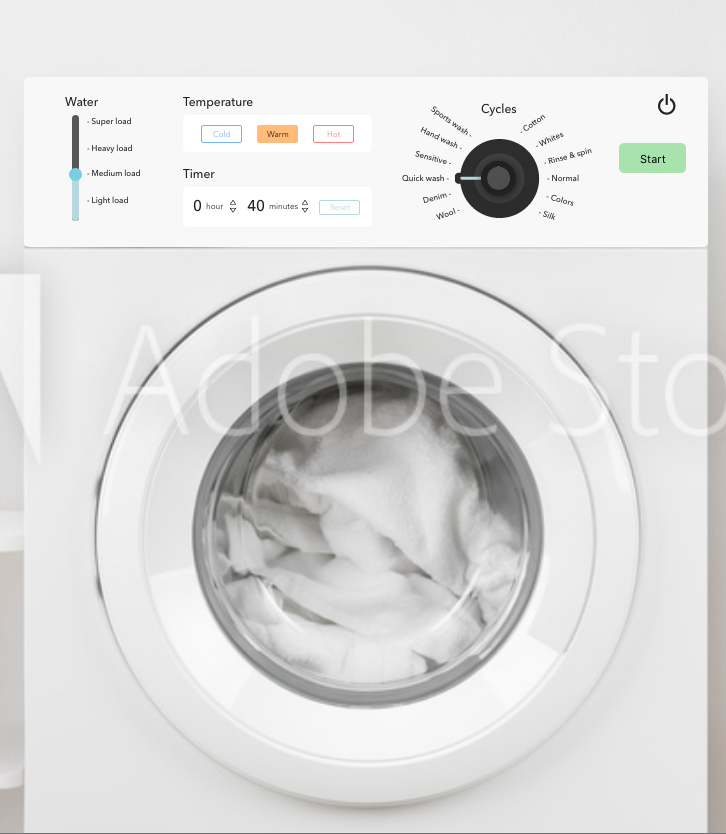 Water
- Super load
- Heavy load
- Medium load
- Light load
Temperature
Cold
Warm
Hot
Timer
0 hour
40 minutes
Reset
Cycles
Sports wash -
Hand wash -
Sensitive -
Quick wash -
Denim -
Wool -
- Cotton
- Whites
- Rinse & spin
- Normal
- Colors
- Silk
Start
Adobe Sto